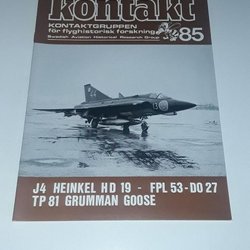 kontakt
KONTAKTGRUPPEN
för flyghistorisk forskning
Swedish Aviation Historical Research Group
85
J4 HEINKEL HD 19 - FPL 53 - DO 27
TP 81 GRUMMAN GOOSE